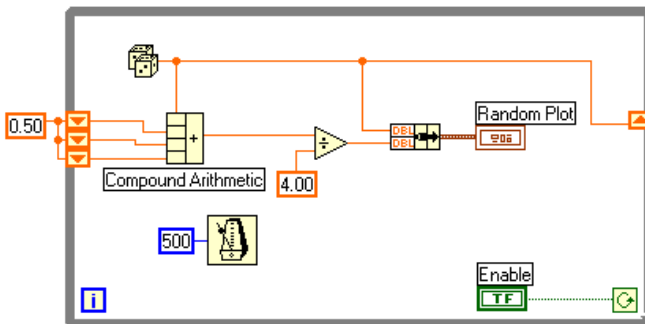 Random Plot
0.50
DBL
DBL
+
÷
Compound Arithmetic
4.00
500
Enable
TF
i